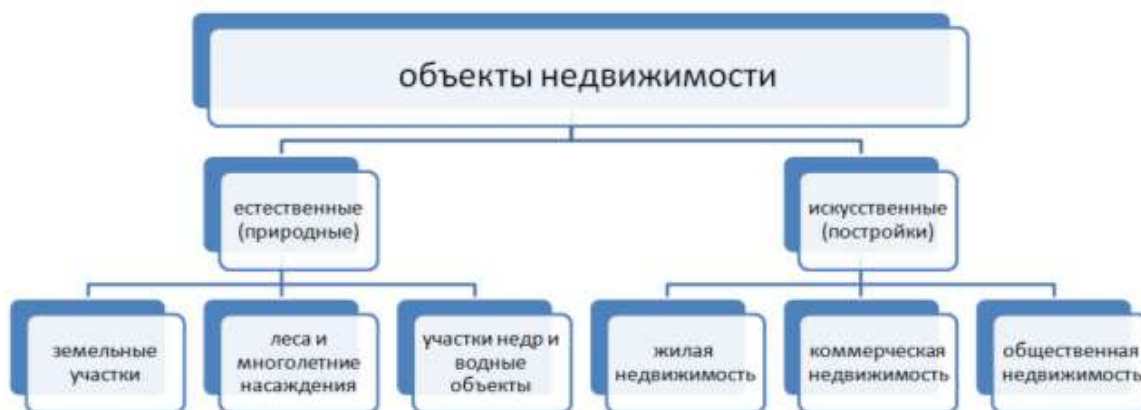 объекты недвижимости
естественные
(природные)
искусственные
(постройки)
земельные
участки
леса и
многолетние
насаждения
участки недр и
водные
объекты
жилая
недвижимость
коммерческая
недвижимость
общественная
недвижимость